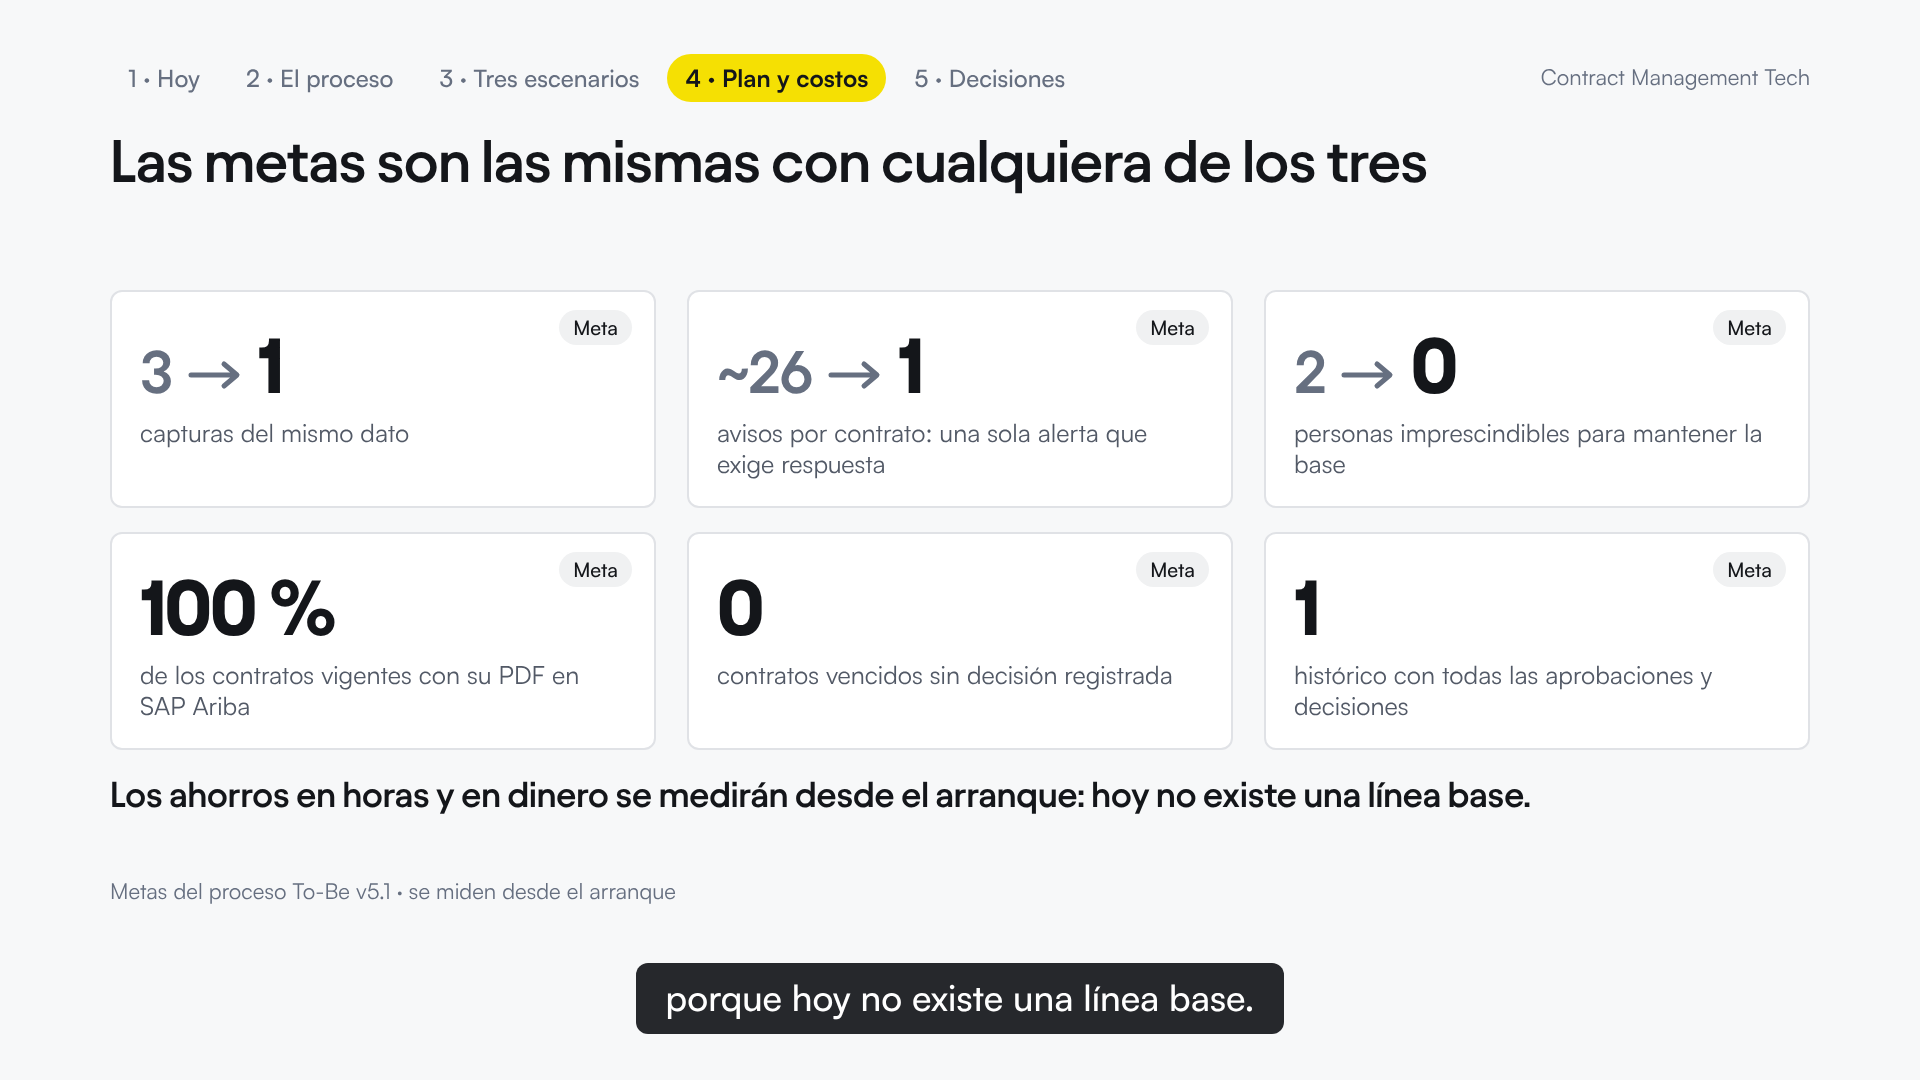 1 · Hoy 2 · El proceso 3 · Tres escenarios 4 · Plan y costos 5 · Decisiones Contract Management Tech
Las metas son las mismas con cualquiera de los tres
Meta
3 → 1
capturas del mismo dato
Meta
~26 → 1
avisos por contrato: una sola alerta que
exige respuesta
Meta
2 → 0
personas imprescindibles para mantener la
base
Meta
100 %
de los contratos vigentes con su PDF en
SAP Ariba
Meta
0
contratos vencidos sin decisión registrada
Meta
1
histórico con todas las aprobaciones y
decisiones
Los ahorros en horas y en dinero se medirán desde el arranque: hoy no existe una línea base.
Metas del proceso To-Be v5.1 · se miden desde el arranque
porque hoy no existe una línea base.